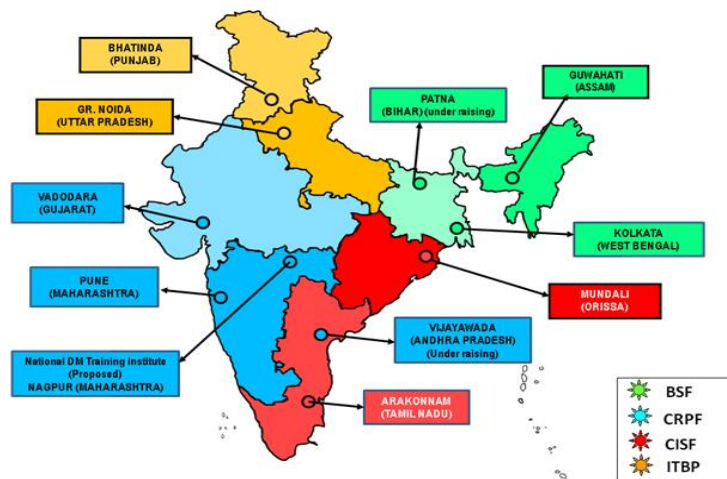 BHATINDA
(PUNJAB)
GR. NOIDA
(UTTAR PRADESH)
VADODARA
(GUJARAT)
PUNE
(MAHARASHTRA)
National DM Training Institute
(Proposed)
NAGPUR (MAHARASHTRA)
PATNA
(BIHAR) (under raising)
GUWAHATI
(ASSAM)
KOLKATA
(WEST BENGAL)
MUNDALI
(ORISSA)
VIJAYAWADA
(ANDHRA PRADESH)
(Under raising)
ARAKONNAM
(TAMIL NADU)
BSF
CRPF
CISF
ITBP